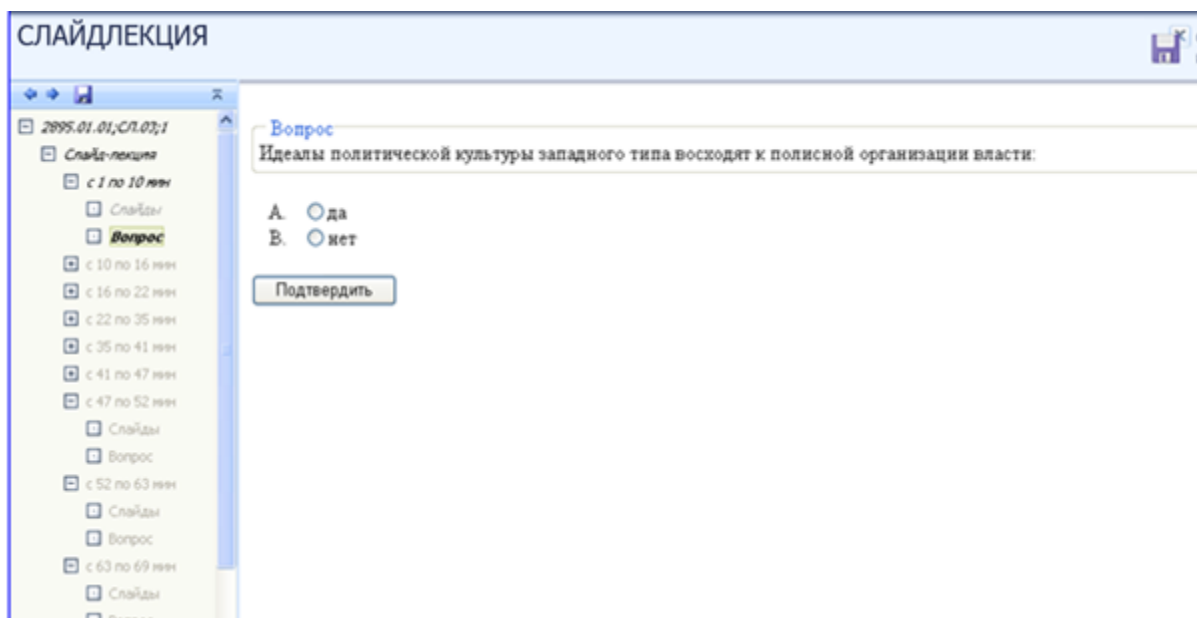 СЛАЙДЛЕКЦИЯ
2895.01.01;СЛ.03;1
Слайд-лекция
с 1 по 10 мин
Слайды
Вопрос
с 10 по 16 мин
с 16 по 22 мин
с 22 по 35 мин
с 35 по 41 мин
с 41 по 47 мин
с 47 по 52 мин
Слайды
Вопрос
с 52 по 63 мин
Слайды
Вопрос
с 63 по 69 мин
Слайды
Вопрос
Идеалы политической культуры западного типа восходят к полисной организации власти:
A. да
B. нет
Подтвердить